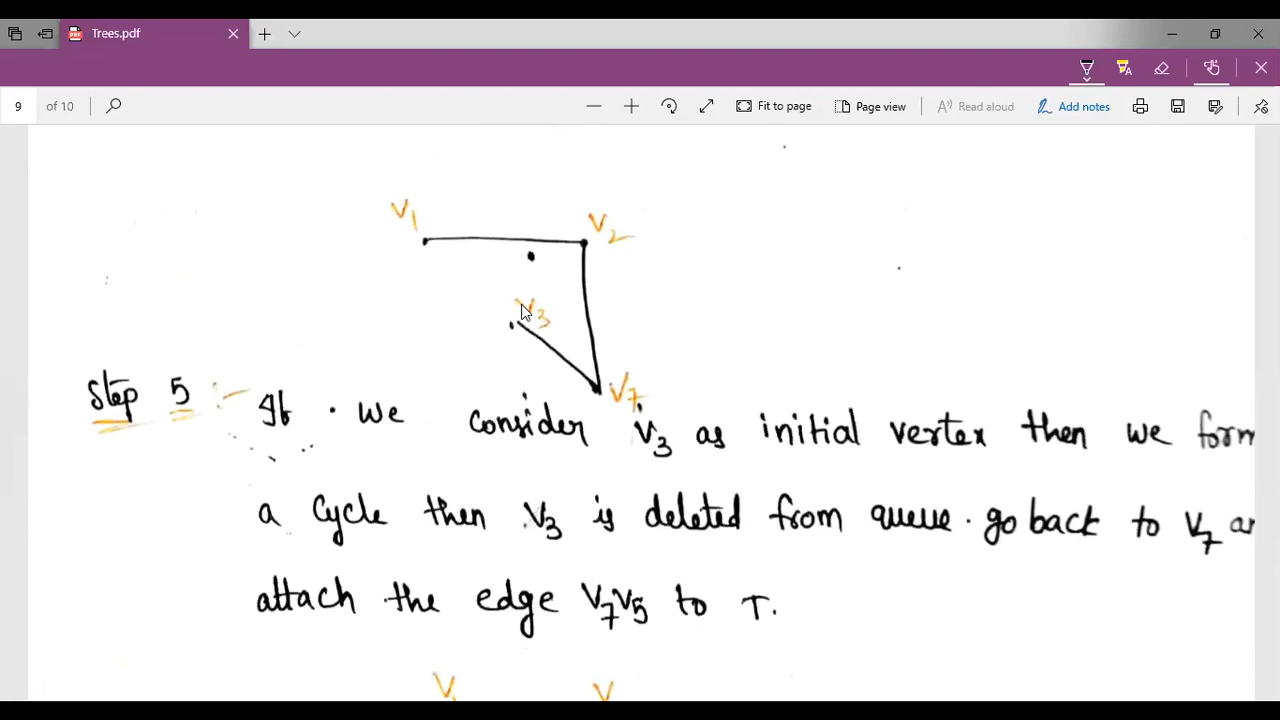 Trees.pdf
9 of 10
Fit to page
Page view
Read aloud
Add notes
V1
V2
V3
V7
Step 5 :- If we consider V3 as initial vertex then we form
a cycle then V3 is deleted from queue. go back to V7 an
attach the edge V7V5 to T.
V1 V